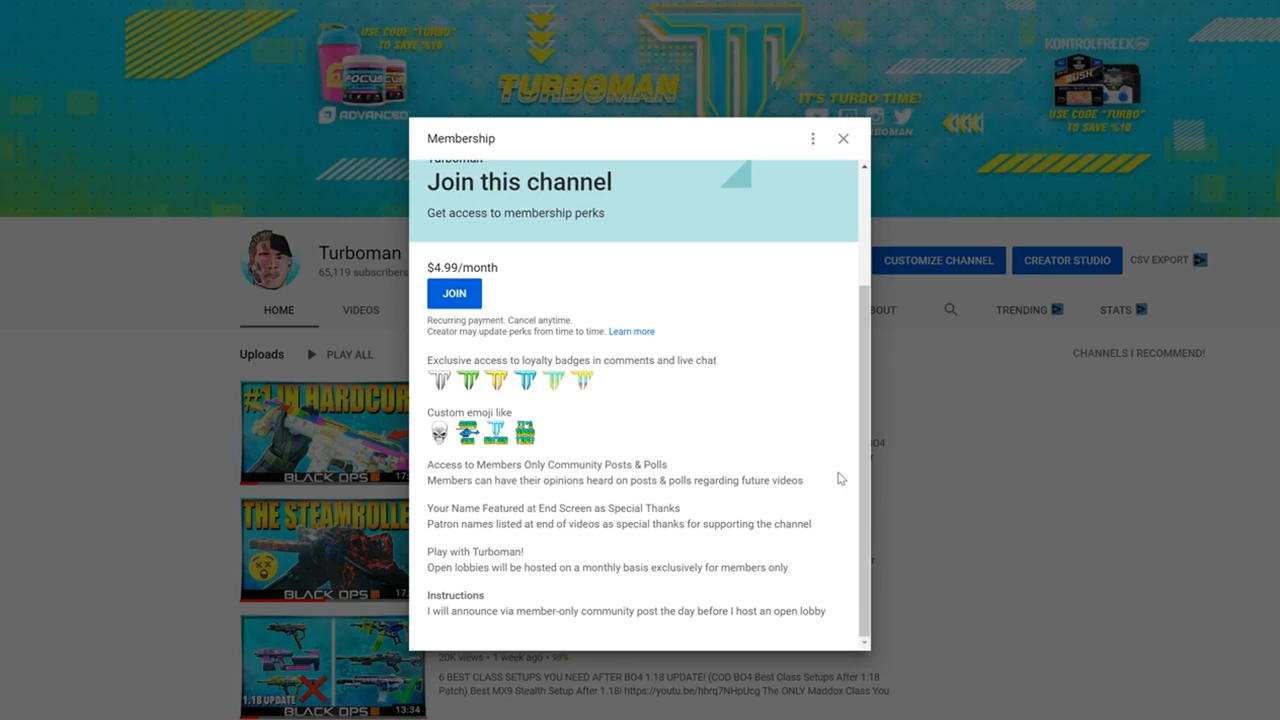 USE CODE "TURBO"
TO SAVE %10
FOCUS
ADVANCED
TURBOMAN
IT'S TURBO TIME!
KONTROLFREEK
RUSH
USE CODE "TURBO"
TO SAVE %10
Membership
Turboman
Join this channel
Get access to membership perks
$4.99/month
JOIN
Recurring payment. Cancel anytime.
Creator may update perks from time to time. Learn more
Exclusive access to loyalty badges in comments and live chat
Custom emoji like
Access to Members Only Community Posts & Polls
Members can have their opinions heard on posts & polls regarding future videos
Your Name Featured at End Screen as Special Thanks
Patron names listed at end of videos as special thanks for supporting the channel
Play with Turboman!
Open lobbies will be hosted on a monthly basis exclusively for members only
Instructions
I will announce via member-only community post the day before I host an open lobby
Turboman
65,119 subscribers
CUSTOMIZE CHANNEL
CREATOR STUDIO
CSV EXPORT
HOME
VIDEOS
TRENDING
STATS
Uploads
PLAY ALL
CHANNELS I RECOMMEND!
#1 IN HARDCOR
BLACK OPS
THE STEAMROLLE
BLACK OPS
1.18 UPDATE
BLACK OPS
13:34
20K views • 1 week ago • 98%
6 BEST CLASS SETUPS YOU NEED AFTER BO4 1.18 UPDATE! (COD BO4 Best Class Setups After 1.18
Patch) Best MX9 Stealth Setup After 1.18! https://youtu.be/hhrq7NHpUcg The ONLY Maddox Class You